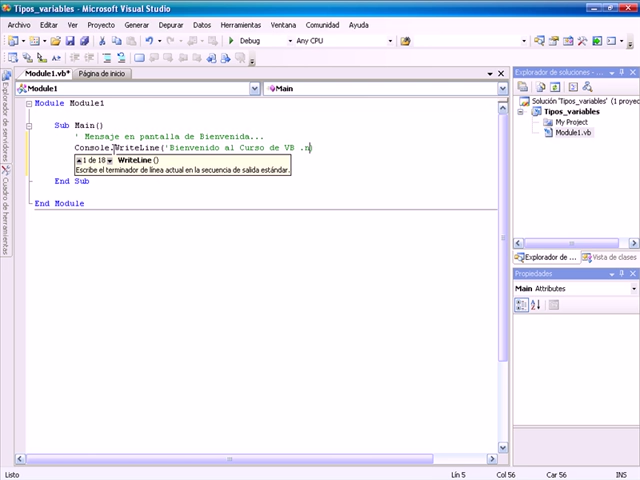 Tipos_variables - Microsoft Visual Studio
Archivo Editar Ver Proyecto Generar Depurar Datos Herramientas Ventana Comunidad Ayuda
Debug Any CPU
Module1.vb* Página de inicio
Module1 Main
Module Module1
Sub Main()
' Mensaje en pantalla de Bienvenida...
Console.WriteLine('Bienvenido al Curso de VB .n)
1 de 18 WriteLine ()
Escribe el terminador de línea actual en la secuencia de salida estándar.
End Sub
End Module
Explorador de servidores
Cuadro de herramientas
Explorador de soluciones - ...
Solución 'Tipos_variables' (1 proyec
Tipos_variables
My Project
Module1.vb
Explorador de ... Vista de clases
Propiedades
Main Attributes
Listo Lín 5 Col 56 Car 56 INS